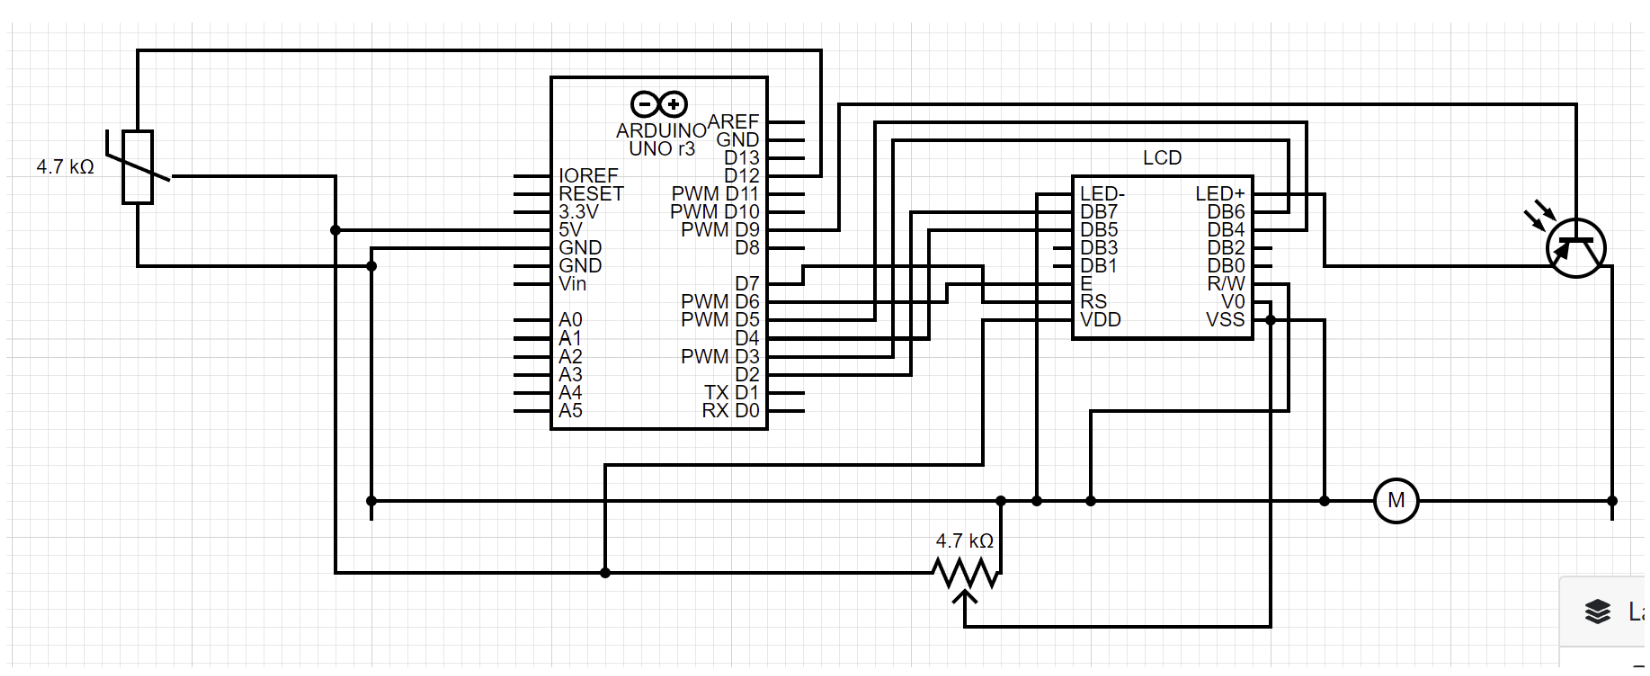 4.7 kΩ
ARDUINO
UNO r3
IOREF
RESET
3.3V
5V
GND
GND
Vin
A0
A1
A2
A3
A4
A5
AREF
GND
D13
D12
PWM D11
PWM D10
PWM D9
D8
D7
PWM D6
PWM D5
D4
PWM D3
D2
TX D1
RX D0
LCD
LED-
DB7
DB5
DB3
DB1
E
RS
VDD
LED+
DB6
DB4
DB2
DB0
R/W
V0
VSS
M
4.7 kΩ